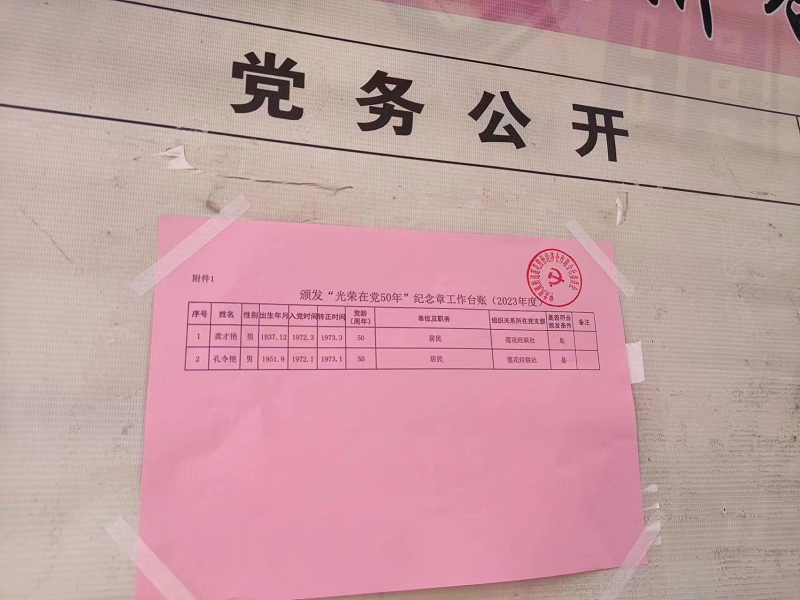 党务公开
附件1
颁发“光荣在党50年”纪念章工作台账（2023年度）
序号 姓名 性别 出生年月 入党时间 转正时间 党龄（周年） 单位及职务 组织关系所在党支部 是否符合颁发条件 备注
1 龚才艳 男 1937.12 1972.3 1973.3 50 居民 莲花经联社 是
2 孔令艳 男 1951.9 1972.1 1973.1 50 居民 莲花经联社 是